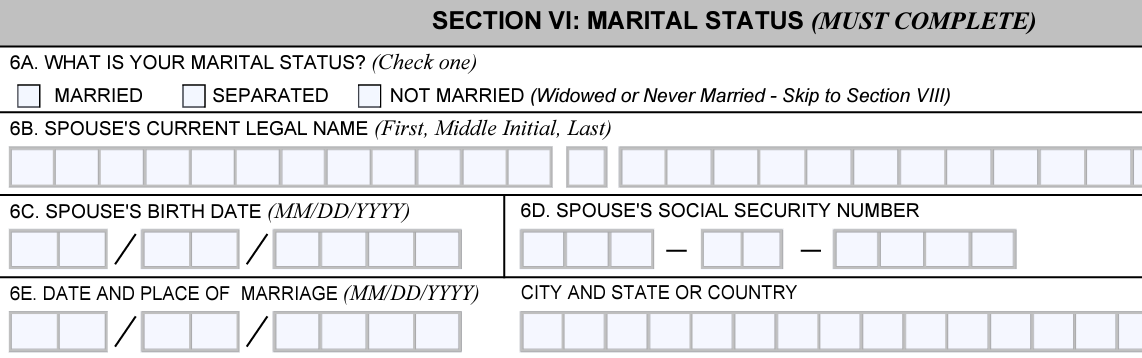 SECTION VI: MARITAL STATUS (MUST COMPLETE)
6A. WHAT IS YOUR MARITAL STATUS? (Check one)
MARRIED SEPARATED NOT MARRIED (Widowed or Never Married - Skip to Section VIII)
6B. SPOUSE'S CURRENT LEGAL NAME (First, Middle Initial, Last)
6C. SPOUSE'S BIRTH DATE (MM/DD/YYYY) 6D. SPOUSE'S SOCIAL SECURITY NUMBER
/ / — —
6E. DATE AND PLACE OF MARRIAGE (MM/DD/YYYY) CITY AND STATE OR COUNTRY
/ /